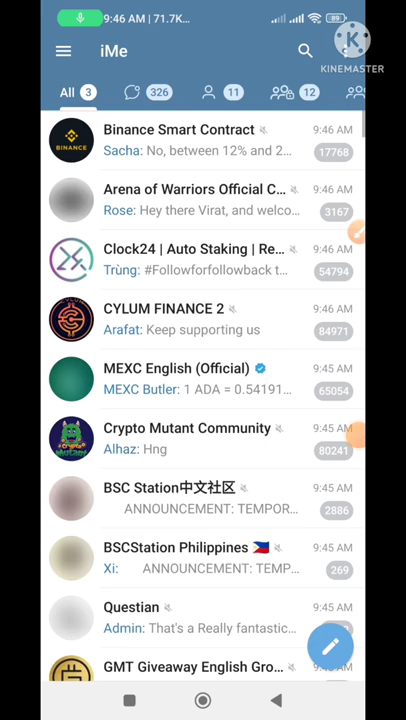 9:46 AM | 71.7K...
89
iMe
KINEMASTER
All 3
326
11
12
Binance Smart Contract
9:46 AM
BINANCE
Sacha: No, between 12% and 2...
17768
Arena of Warriors Official C...
9:46 AM
Rose: Hey there Virat, and welco...
3167
Clock24 | Auto Staking | Re...
9:46 AM
Trùng: #Followforfollowback t...
54794
CYLUM FINANCE 2
9:46 AM
Arafat: Keep supporting us
84971
MEXC English (Official)
9:45 AM
MEXC Butler: 1 ADA = 0.54191...
65054
Crypto Mutant Community
9:45 AM
Alhaz: Hng
80241
BSC Station中文社区
9:45 AM
ANNOUNCEMENT: TEMPOR...
2886
BSCStation Philippines
9:45 AM
Xi: ANNOUNCEMENT: TEMP...
269
Questian
9:45 AM
Admin: That's a Really fantastic...
GMT Giveaway English Gro...